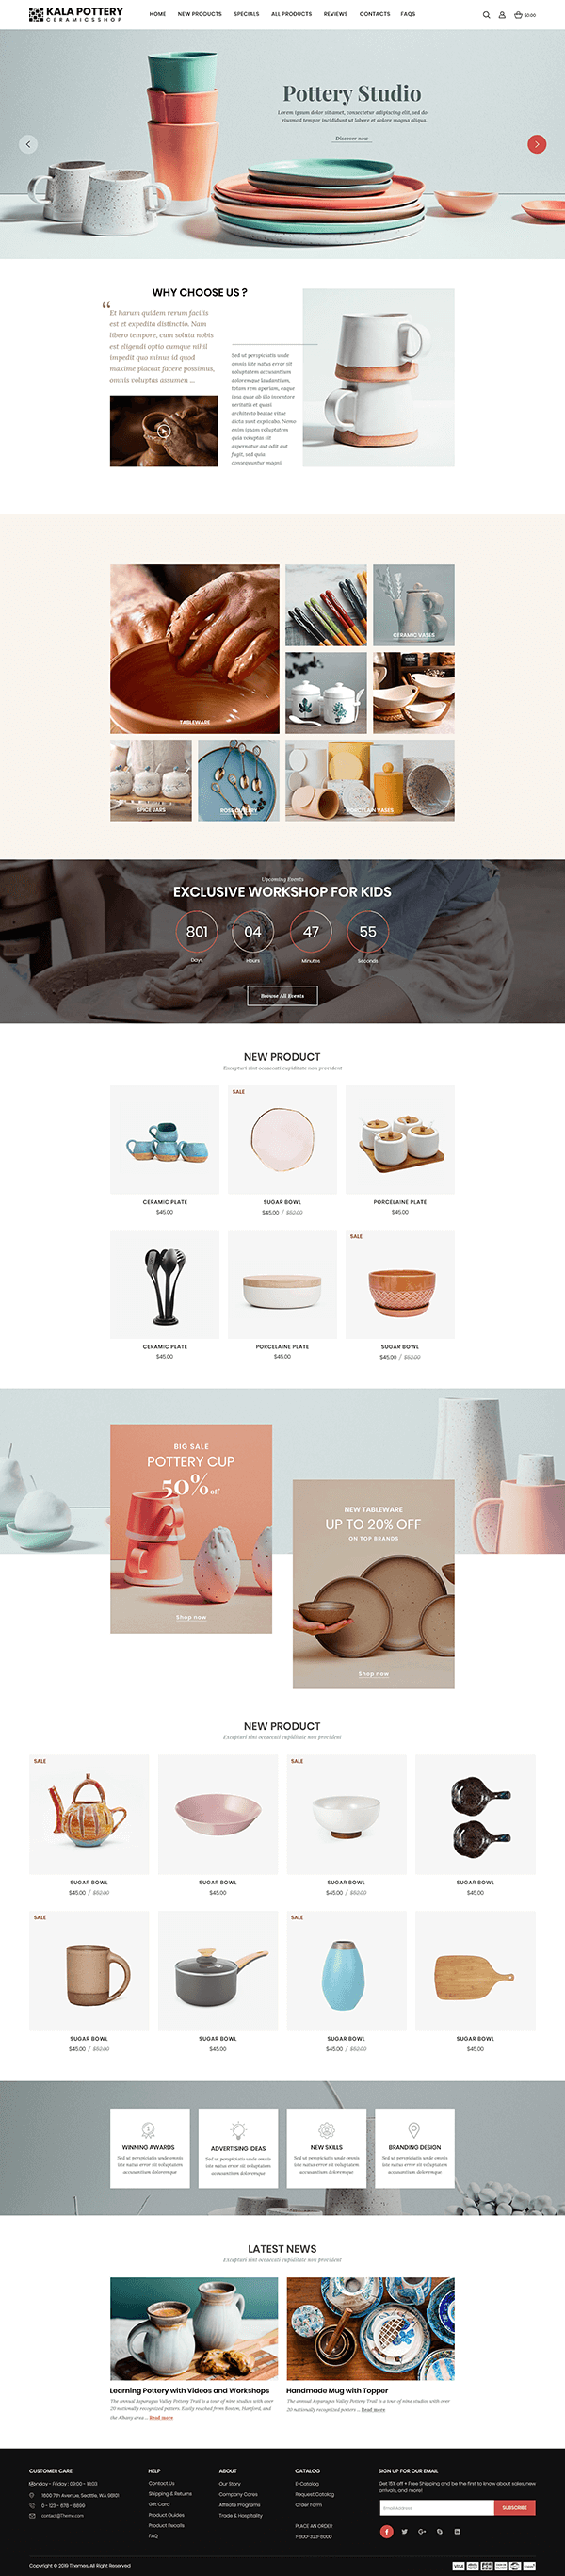 KALA POTTERY
CERAMICSSHOP
HOME NEW PRODUCTS SPECIALS ALL PRODUCTS REVIEWS CONTACTS FAQS
$0.00
Pottery Studio
Lorem ipsum dolor sit amet, consectetur adipiscing elit, sed do
eiusmod tempor incididunt ut labore et dolore magna aliqua.
Discover now
WHY CHOOSE US ?
“
Et harum quidem rerum facilis
est et expedita distinctio. Nam
libero tempore, cum soluta nobis
est eligendi optio cumque nihil
impedit quo minus id quod
maxime placeat facere possimus,
omnis voluptas assumen ...
Sed ut perspiciatis unde
omnis iste natus error sit
voluptatem accusantium
doloremque laudantium,
totam rem aperiam, eaque
ipsa quae ab illo inventore
veritatis et quasi
architecto beatae vitae
dicta sunt explicabo. Nemo
enim ipsam voluptatem
quia voluptas sit
aspernatur aut odit aut
fugit, sed quia
consequuntur magni
TABLEWARE
CERAMIC VASES
SPICE JARS
PORCELAIN VASES
Upcoming Events
EXCLUSIVE WORKSHOP FOR KIDS
801 04 47 55
Days Hours Minutes Seconds
Browse All Events
NEW PRODUCT
Excepturi sint occaecati cupiditate non provident
SALE
CERAMIC PLATE SUGAR BOWL PORCELAINE PLATE
$45.00 $45.00 / $52.00 $45.00
SALE
CERAMIC PLATE PORCELAINE PLATE SUGAR BOWL
$45.00 $45.00 $45.00 / $52.00
BIG SALE
POTTERY CUP
50% off
Shop now
NEW TABLEWARE
UP TO 20% OFF
ON TOP BRANDS
Shop now
NEW PRODUCT
Excepturi sint occaecati cupiditate non provident
SALE SALE
SUGAR BOWL SUGAR BOWL SUGAR BOWL SUGAR BOWL
$45.00 / $52.00 $45.00 $45.00 / $52.00 $45.00
SALE SALE
SUGAR BOWL SUGAR BOWL SUGAR BOWL SUGAR BOWL
$45.00 / $52.00 $45.00 $45.00 / $52.00 $45.00
WINNING AWARDS
Sed ut perspiciatis unde omnis
iste natus error sit voluptatem
accusantium doloremque
ADVERTISING IDEAS
Sed ut perspiciatis unde omnis
iste natus error sit voluptatem
accusantium doloremque
NEW SKILLS
Sed ut perspiciatis unde omnis
iste natus error sit voluptatem
accusantium doloremque
BRANDING DESIGN
Sed ut perspiciatis unde omnis
iste natus error sit voluptatem
accusantium doloremque
LATEST NEWS
Excepturi sint occaecati cupiditate non provident
Learning Pottery with Videos and Workshops
The annual Asparagus Valley Pottery Trail is a tour of nine studios with over
20 nationally recognized potters. Easily reached from Boston, Hartford, and
the Albany area ... Read more
Handmade Mug with Topper
The annual Asparagus Valley Pottery Trail is a tour of nine studios with over
20 nationally recognized potters ... Read more
CUSTOMER CARE
Monday - Friday : 09:00 - 18:03
1600 7th Avenue, Seattle, WA 98101
0 - 123 - 678 - 8899
contact@Theme.com
HELP
Contact Us
Shipping & Returns
Gift Card
Product Guides
Product Recalls
FAQ
ABOUT
Our Story
Company Cares
Affiliate Programs
Trade & Hospitality
CATALOG
E-Catalog
Request Catalog
Order Form
PLACE AN ORDER
1-800-323-8000
SIGN UP FOR OUR EMAIL
Get 15% off + Free Shipping and be the first to know about sales, new
arrivals, and more!
Email Address SUBSCRIBE
Copyright © 2019 Themes. All Right Reserved
VISA